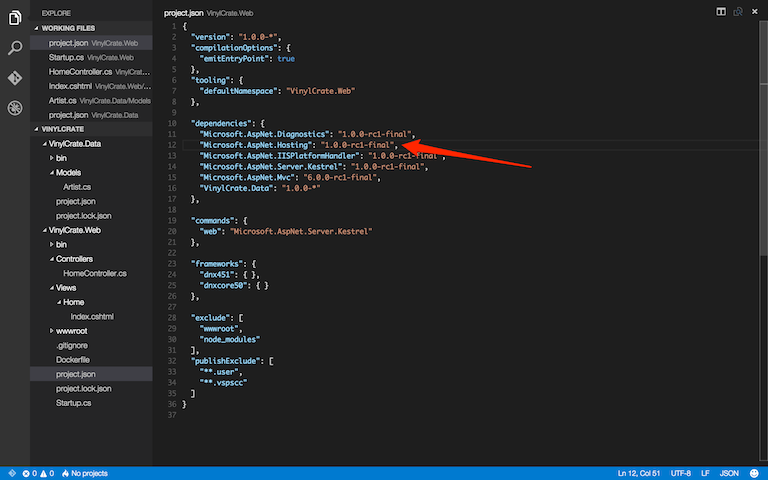 EXPLORE
WORKING FILES
project.json VinylCrate.Web
Startup.cs VinylCrate.Web
HomeController.cs VinylCrat...
Index.cshtml VinylCrate.Web/...
Artist.cs VinylCrate.Data/Models
project.json VinylCrate.Data
VINYLCRATE
VinylCrate.Data
bin
Models
Artist.cs
project.json
project.lock.json
VinylCrate.Web
bin
Controllers
HomeController.cs
Views
Home
Index.cshtml
wwwroot
.gitignore
Dockerfile
project.json
project.lock.json
Startup.cs
project.json VinylCrate.Web
1 {
2 "version": "1.0.0-*",
3 "compilationOptions": {
4 "emitEntryPoint": true
5 },
6 "tooling": {
7 "defaultNamespace": "VinylCrate.Web"
8 },
9
10 "dependencies": {
11 "Microsoft.AspNet.Diagnostics": "1.0.0-rc1-final",
12 "Microsoft.AspNet.Hosting": "1.0.0-rc1-final",
13 "Microsoft.AspNet.IISPlatformHandler": "1.0.0-rc1-final",
14 "Microsoft.AspNet.Server.Kestrel": "1.0.0-rc1-final",
15 "Microsoft.AspNet.Mvc": "6.0.0-rc1-final",
16 "VinylCrate.Data": "1.0.0-*"
17 },
18
19 "commands": {
20 "web": "Microsoft.AspNet.Server.Kestrel"
21 },
22
23 "frameworks": {
24 "dnx451": { },
25 "dnxcore50": { }
26 },
27
28 "exclude": [
29 "wwwroot",
30 "node_modules"
31 ],
32 "publishExclude": [
33 "**.user",
34 "**.vspscc"
35 ]
36 }
37
0 0 No projects Ln 12, Col 51 UTF-8 LF JSON